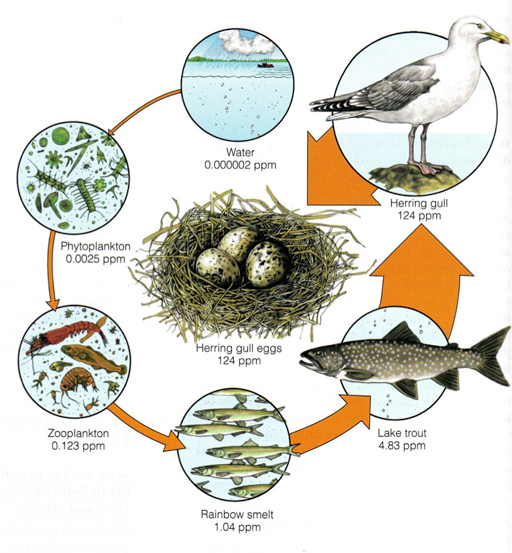 Water
0.000002 ppm
Herring gull
124 ppm
Phytoplankton
0.0025 ppm
Herring gull eggs
124 ppm
Zooplankton
0.123 ppm
Lake trout
4.83 ppm
Rainbow smelt
1.04 ppm